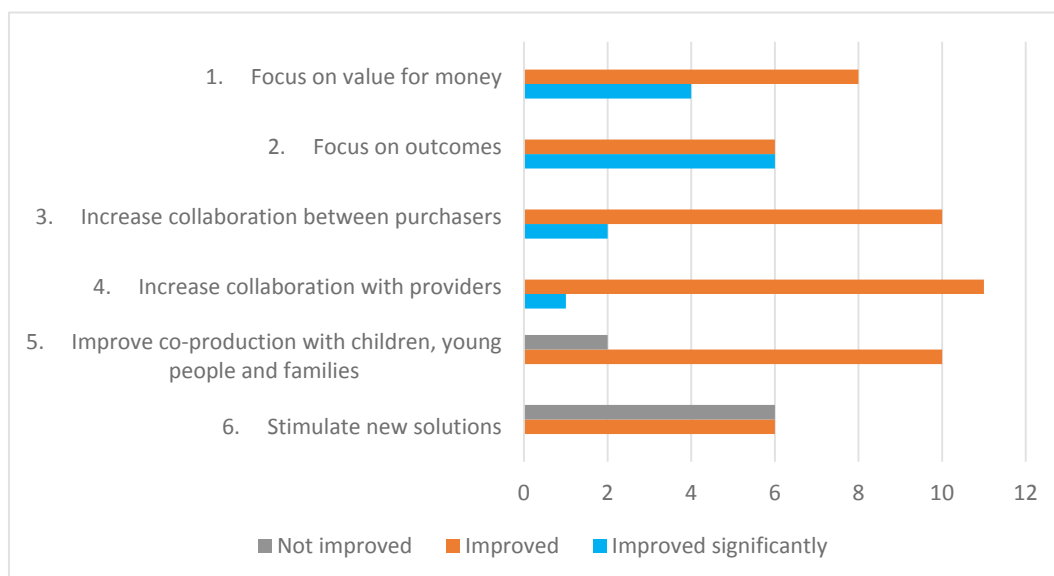 1. Focus on value for money
2. Focus on outcomes
3. Increase collaboration between purchasers
4. Increase collaboration with providers
5. Improve co-production with children, young
people and families
6. Stimulate new solutions
0 2 4 6 8 10 12
Not improved Improved Improved significantly